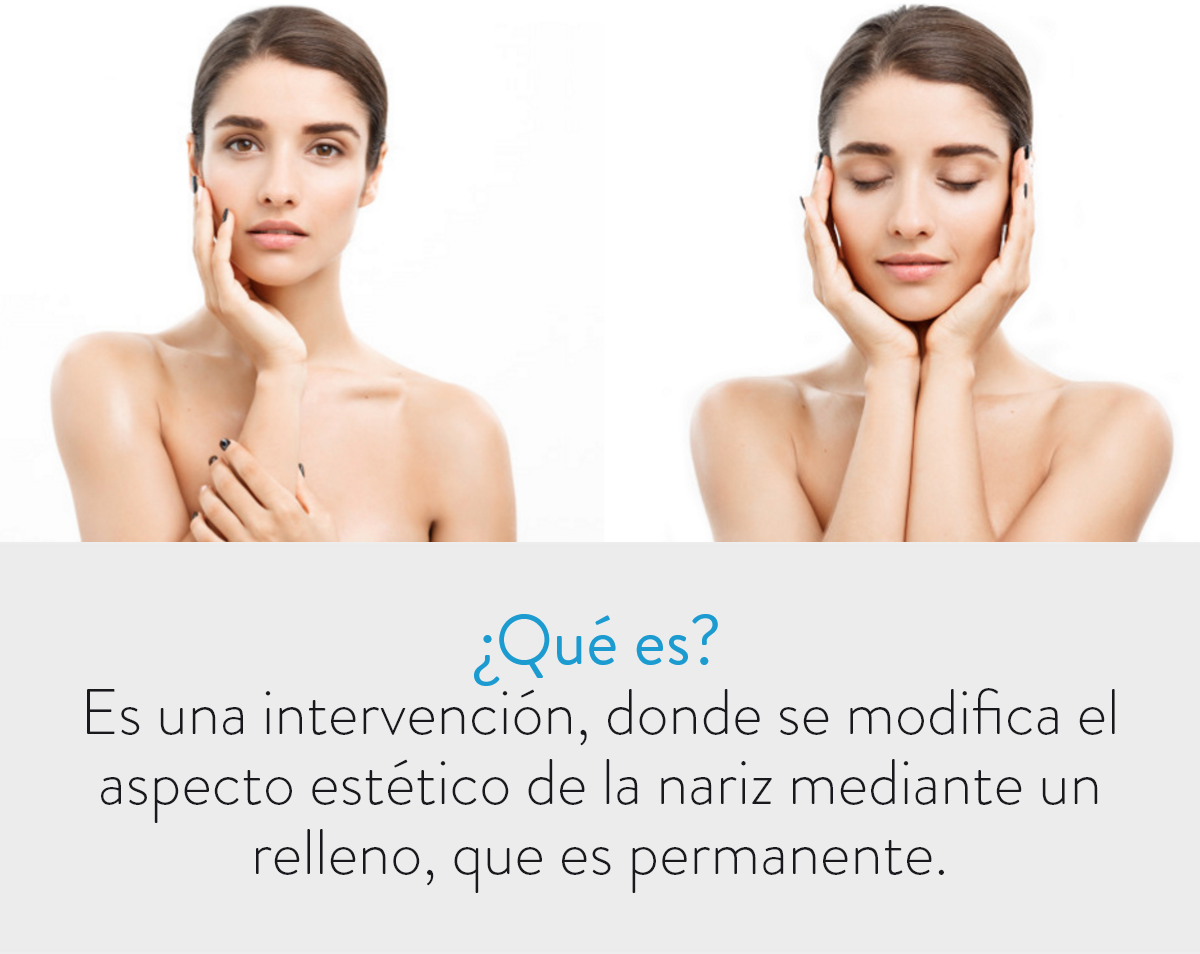 ¿Qué es?
Es una intervención, donde se modifica el
aspecto estético de la nariz mediante un
relleno, que es permanente.